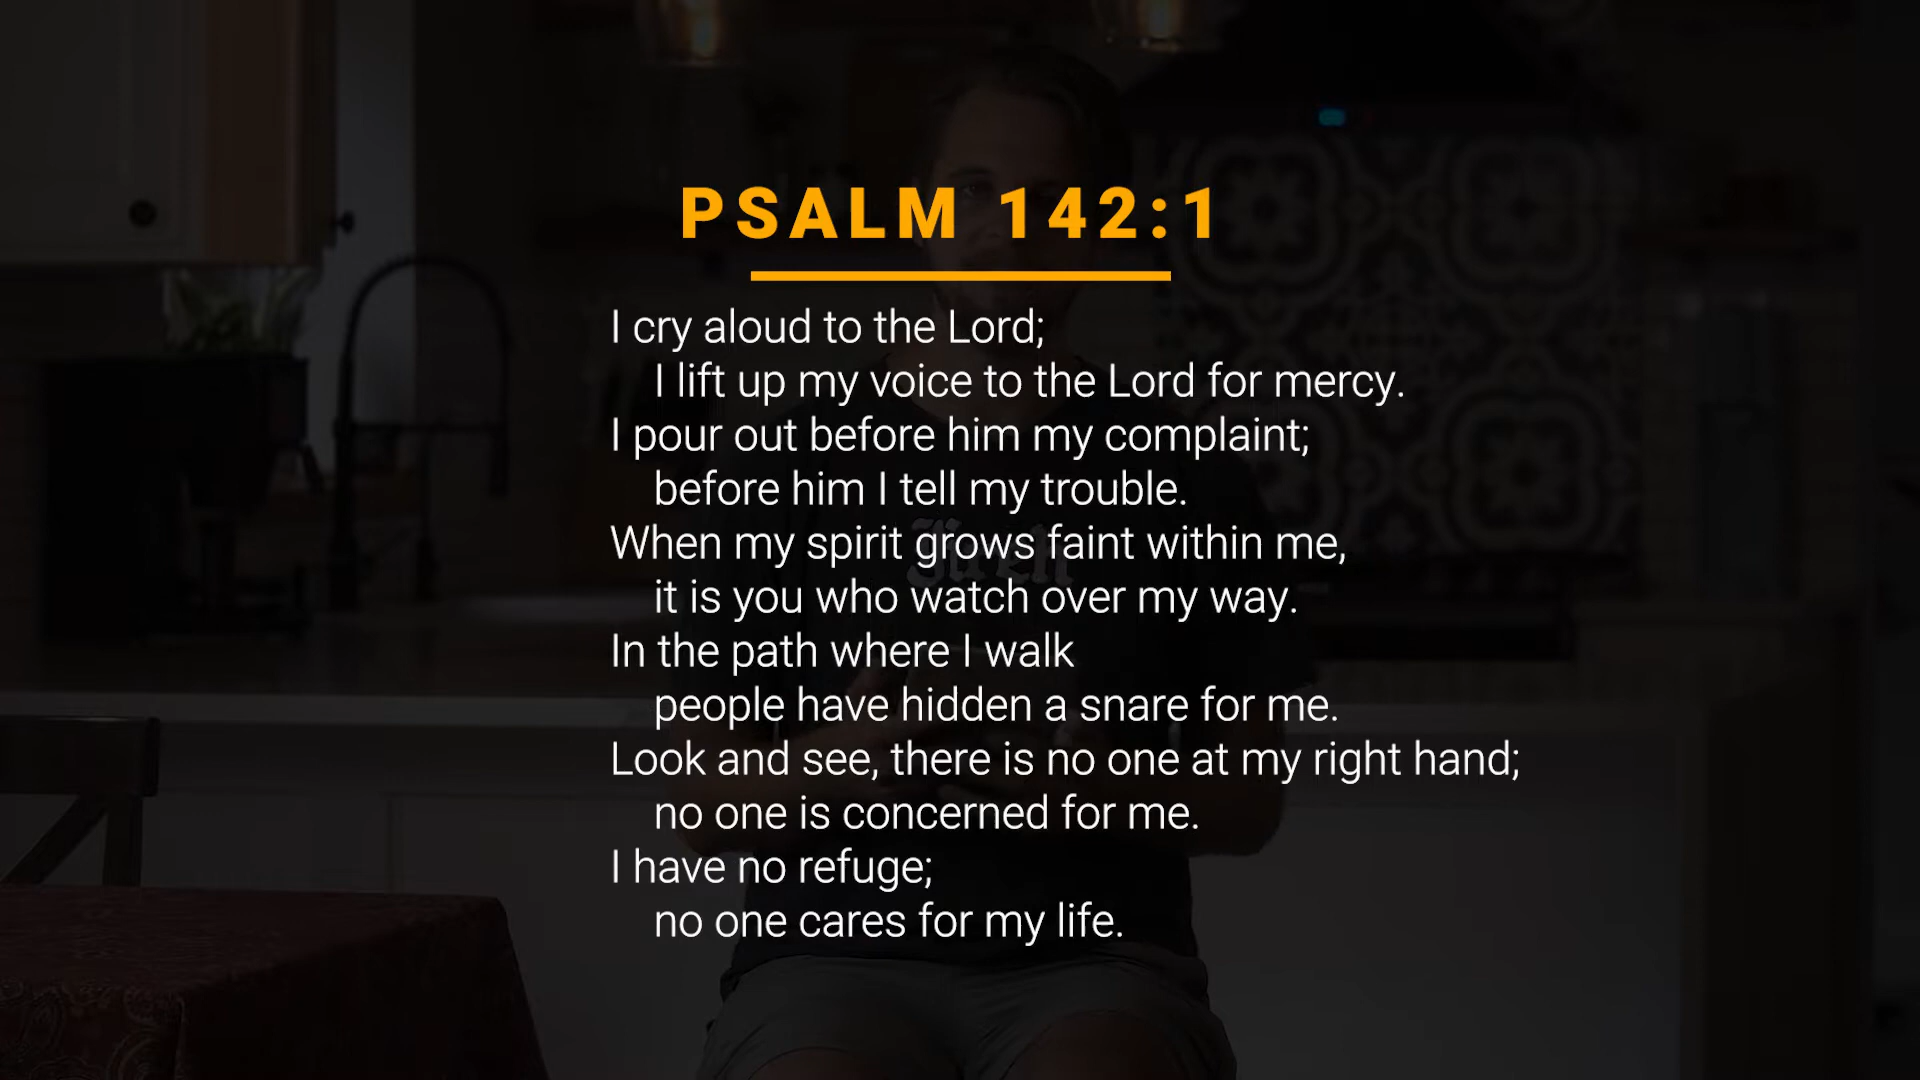 PSALM 142:1
I cry aloud to the Lord;
I lift up my voice to the Lord for mercy.
I pour out before him my complaint;
before him I tell my trouble.
When my spirit grows faint within me,
it is you who watch over my way.
In the path where I walk
people have hidden a snare for me.
Look and see, there is no one at my right hand;
no one is concerned for me.
I have no refuge;
no one cares for my life.